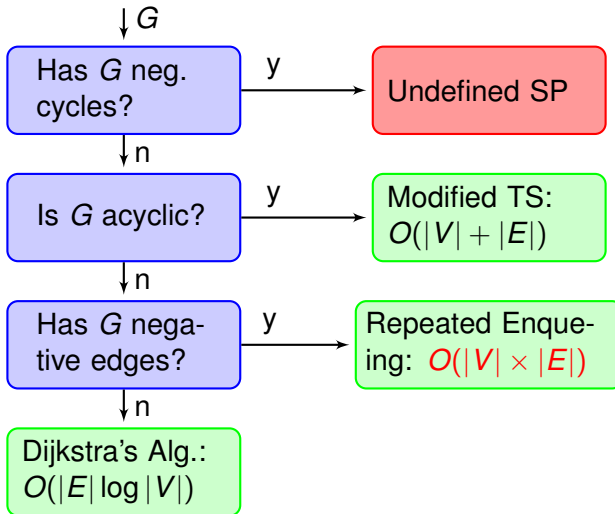 G
Has G neg.
cycles?
y
Undefined SP
n
Is G acyclic?
y
Modified TS:
O(|V| + |E|)
n
Has G nega-
tive edges?
y
Repeated Enque-
ing: O(|V| × |E|)
n
Dijkstra's Alg.:
O(|E| log |V|)